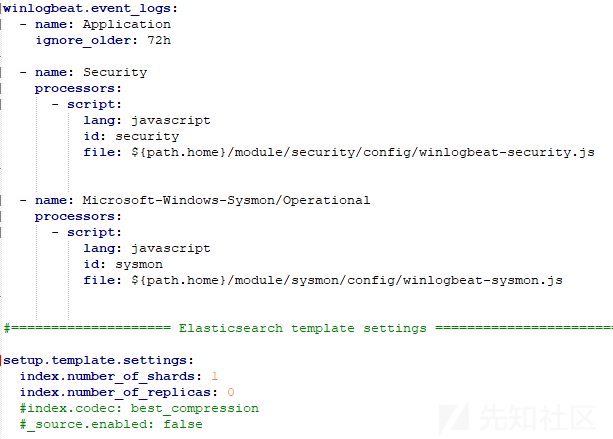 winlogbeat.event_logs:
  - name: Application
    ignore_older: 72h
  - name: Security
    processors:
      - script:
          lang: javascript
          id: security
          file: ${path.home}/module/security/config/winlogbeat-security.js
  - name: Microsoft-Windows-Sysmon/Operational
    processors:
      - script:
          lang: javascript
          id: sysmon
          file: ${path.home}/module/sysmon/config/winlogbeat-sysmon.js
#==================== Elasticsearch template settings =======================
setup.template.settings:
  index.number_of_shards: 1
  index.number_of_replicas: 0
  #index.codec: best_compression
  #_source.enabled: false
先知社区